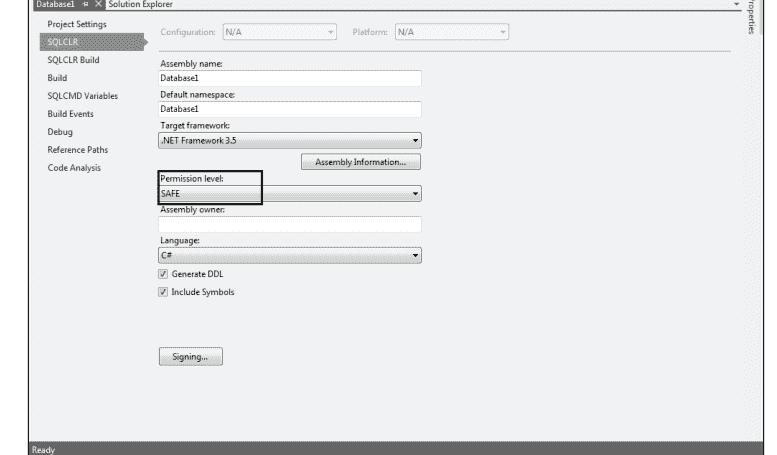 Database1 Solution Explorer
Properties
Project Settings
SQLCLR
SQLCLR Build
Build
SQLCMD Variables
Build Events
Debug
Reference Paths
Code Analysis
Configuration: N/A Platform: N/A
Assembly name:
Database1
Default namespace:
Database1
Target framework:
.NET Framework 3.5
Assembly Information...
Permission level:
SAFE
Assembly owner:
Language:
C#
Generate DDL
Include Symbols
Signing...
Ready